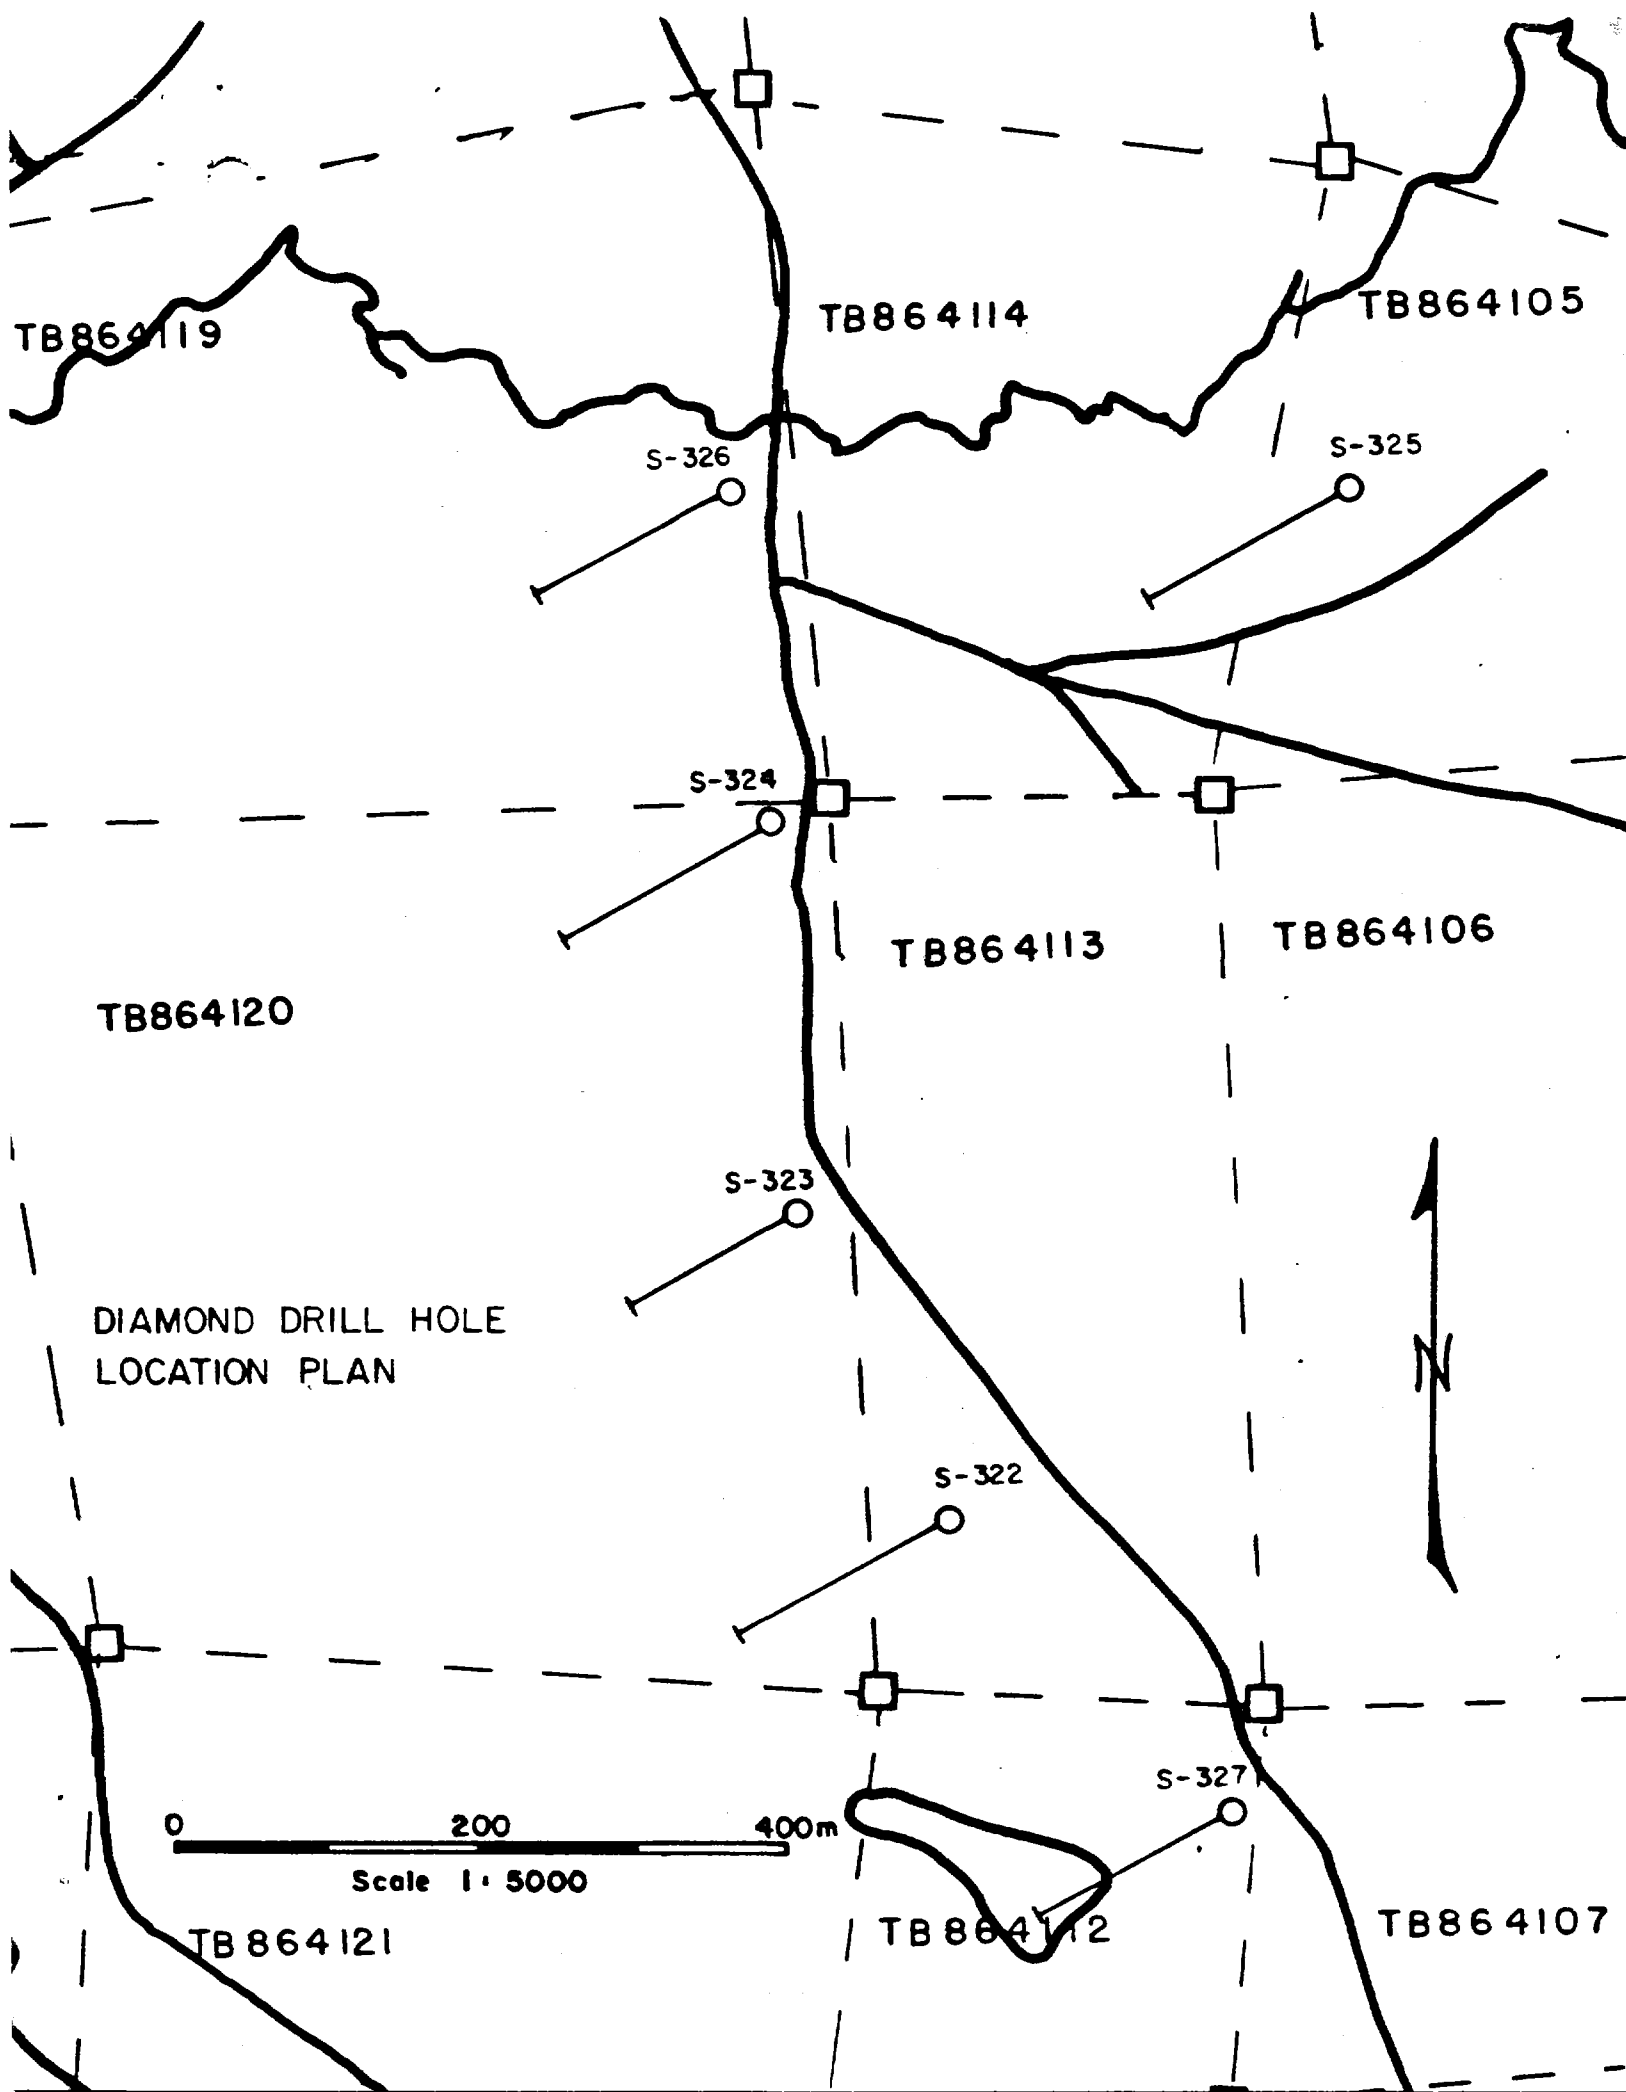 TB864119
TB864114
TB864105
S-326
S-325
S-324
TB864113
TB864106
TB864120
S-323
DIAMOND DRILL HOLE
LOCATION PLAN
N
S-322
S-327
0 200 400m
Scale 1:5000
TB864121
TB864112
TB864107